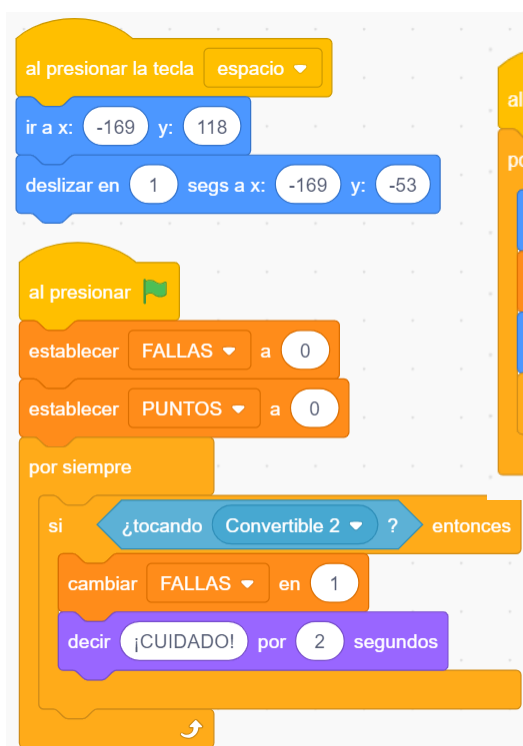 al presionar la tecla espacio
ir a x: -169 y: 118
deslizar en 1 segs a x: -169 y: -53
al presionar
establecer FALLAS a 0
establecer PUNTOS a 0
por siempre
si ¿tocando Convertible 2 ? entonces
cambiar FALLAS en 1
decir ¡CUIDADO! por 2 segundos